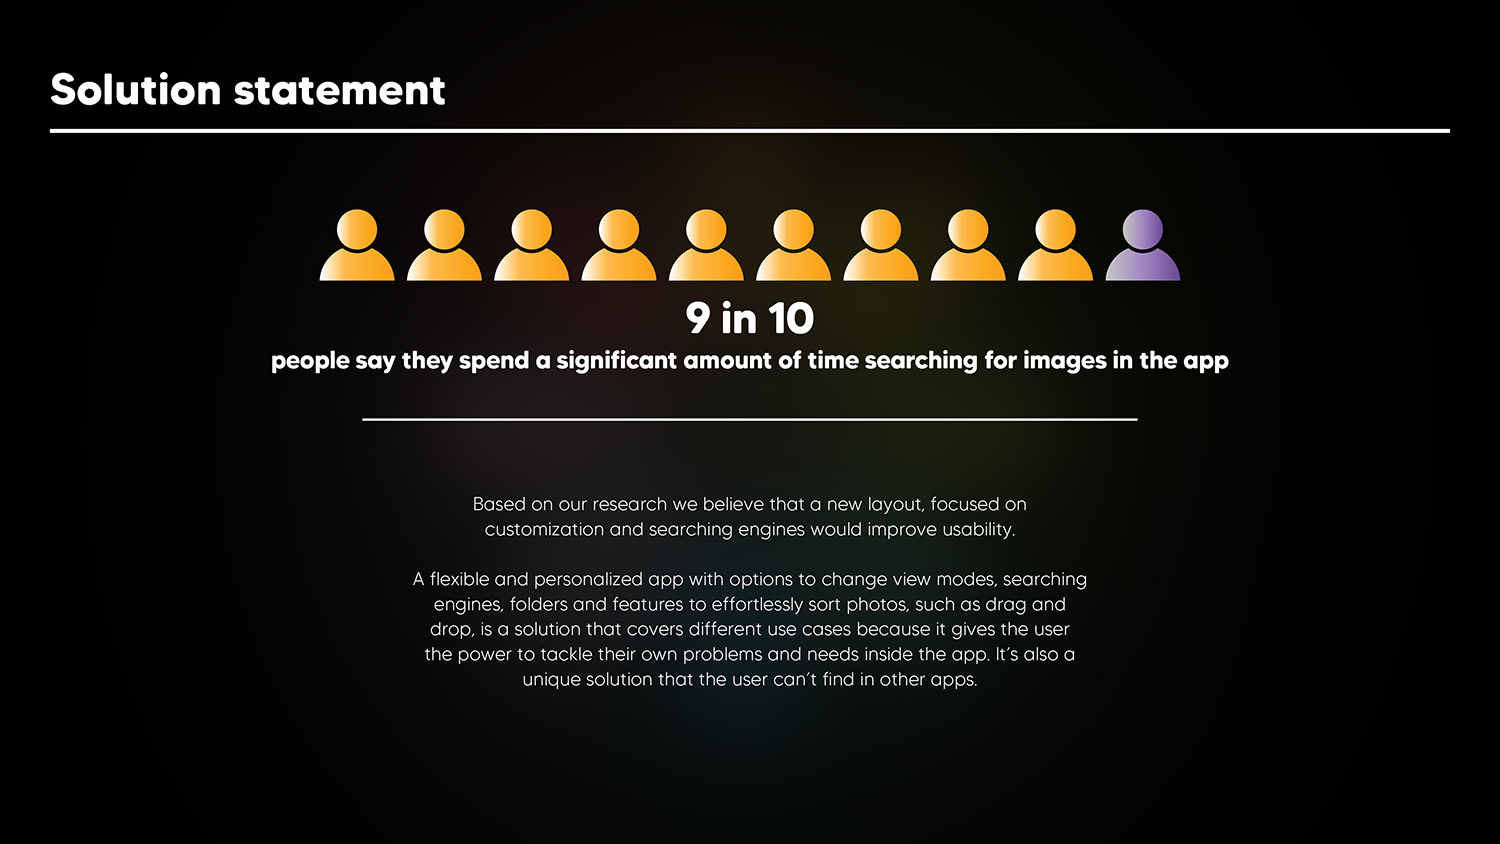 Solution statement
9 in 10
people say they spend a significant amount of time searching for images in the app
Based on our research we believe that a new layout, focused on
customization and searching engines would improve usability.
A flexible and personalized app with options to change view modes, searching
engines, folders and features to effortlessly sort photos, such as drag and
drop, is a solution that covers different use cases because it gives the user
the power to tackle their own problems and needs inside the app. It’s also a
unique solution that the user can’t find in other apps.